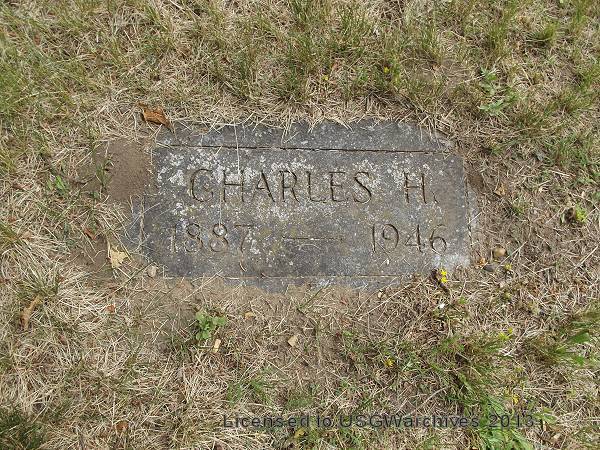 CHARLES H.
1887 — 1946
Licensed to USGWarchives 2013